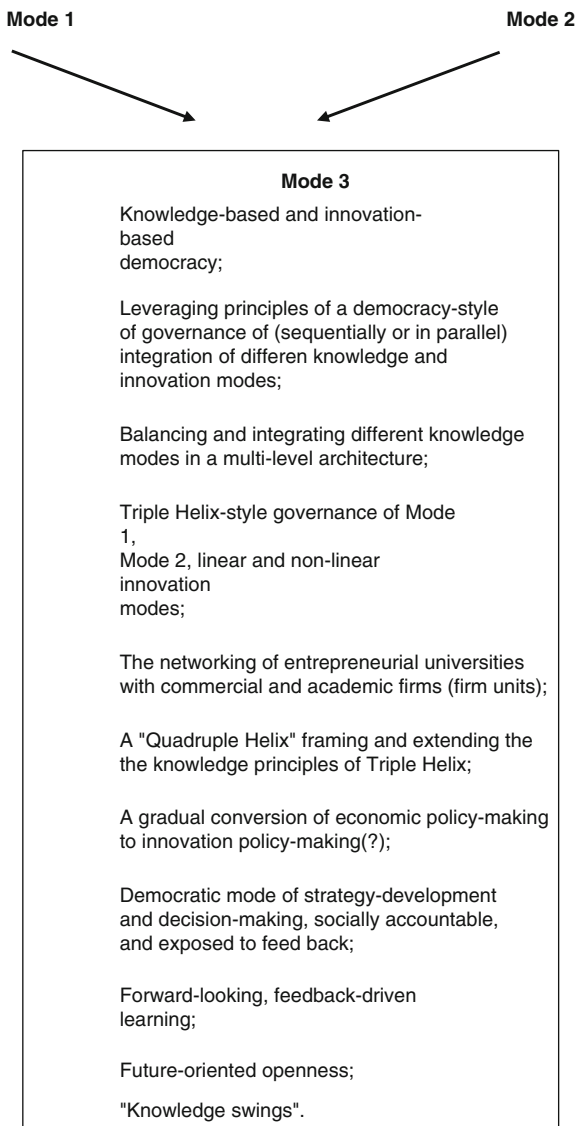 Mode 1 Mode 2
Mode 3
Knowledge-based and innovation-
based
democracy;
Leveraging principles of a democracy-style
of governance of (sequentially or in parallel)
integration of differen knowledge and
innovation modes;
Balancing and integrating different knowledge
modes in a multi-level architecture;
Triple Helix-style governance of Mode
1,
Mode 2, linear and non-linear
innovation
modes;
The networking of entrepreneurial universities
with commercial and academic firms (firm units);
A "Quadruple Helix" framing and extending the
the knowledge principles of Triple Helix;
A gradual conversion of economic policy-making
to innovation policy-making(?);
Democratic mode of strategy-development
and decision-making, socially accountable,
and exposed to feed back;
Forward-looking, feedback-driven
learning;
Future-oriented openness;
"Knowledge swings".